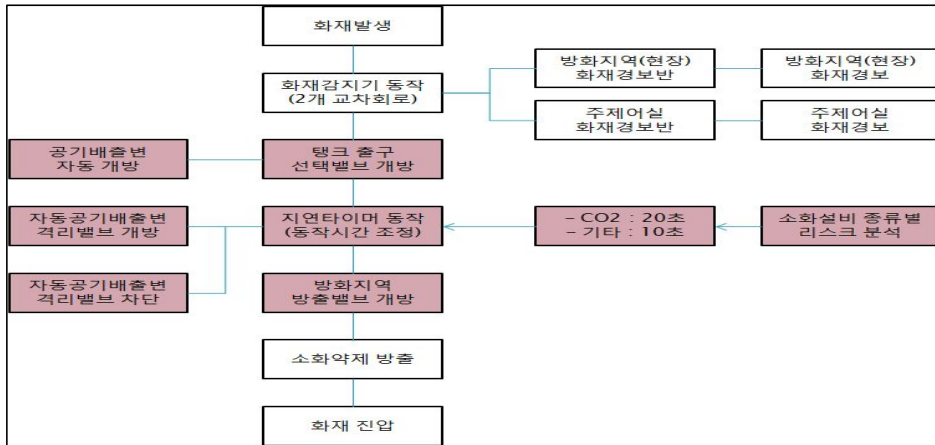 화재발생
화재감지기 동작
(2개 교차회로)
방화지역(현장)
화재경보반
방화지역(현장)
화재경보
주제어실
화재경보반
주제어실
화재경보
공기배출변
자동 개방
탱크 출구
선택밸브 개방
자동공기배출변
격리밸브 개방
지연타이머 동작
(동작시간 조정)
- CO2 : 20초
- 기타 : 10초
소화설비 종류별
리스크 분석
자동공기배출변
격리밸브 차단
방화지역
방출밸브 개방
소화약제 방출
화재 진압